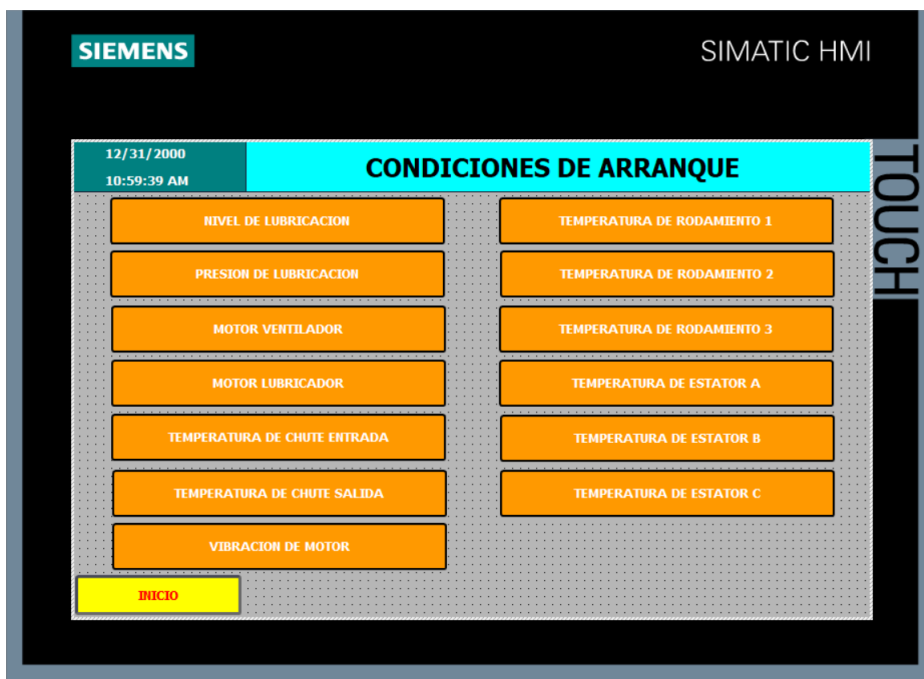 SIEMENS
SIMATIC HMI
TOUCH
12/31/2000
10:59:39 AM
CONDICIONES DE ARRANQUE
NIVEL DE LUBRICACION
PRESION DE LUBRICACION
MOTOR VENTILADOR
MOTOR LUBRICADOR
TEMPERATURA DE CHUTE ENTRADA
TEMPERATURA DE CHUTE SALIDA
VIBRACION DE MOTOR
TEMPERATURA DE RODAMIENTO 1
TEMPERATURA DE RODAMIENTO 2
TEMPERATURA DE RODAMIENTO 3
TEMPERATURA DE ESTATOR A
TEMPERATURA DE ESTATOR B
TEMPERATURA DE ESTATOR C
INICIO